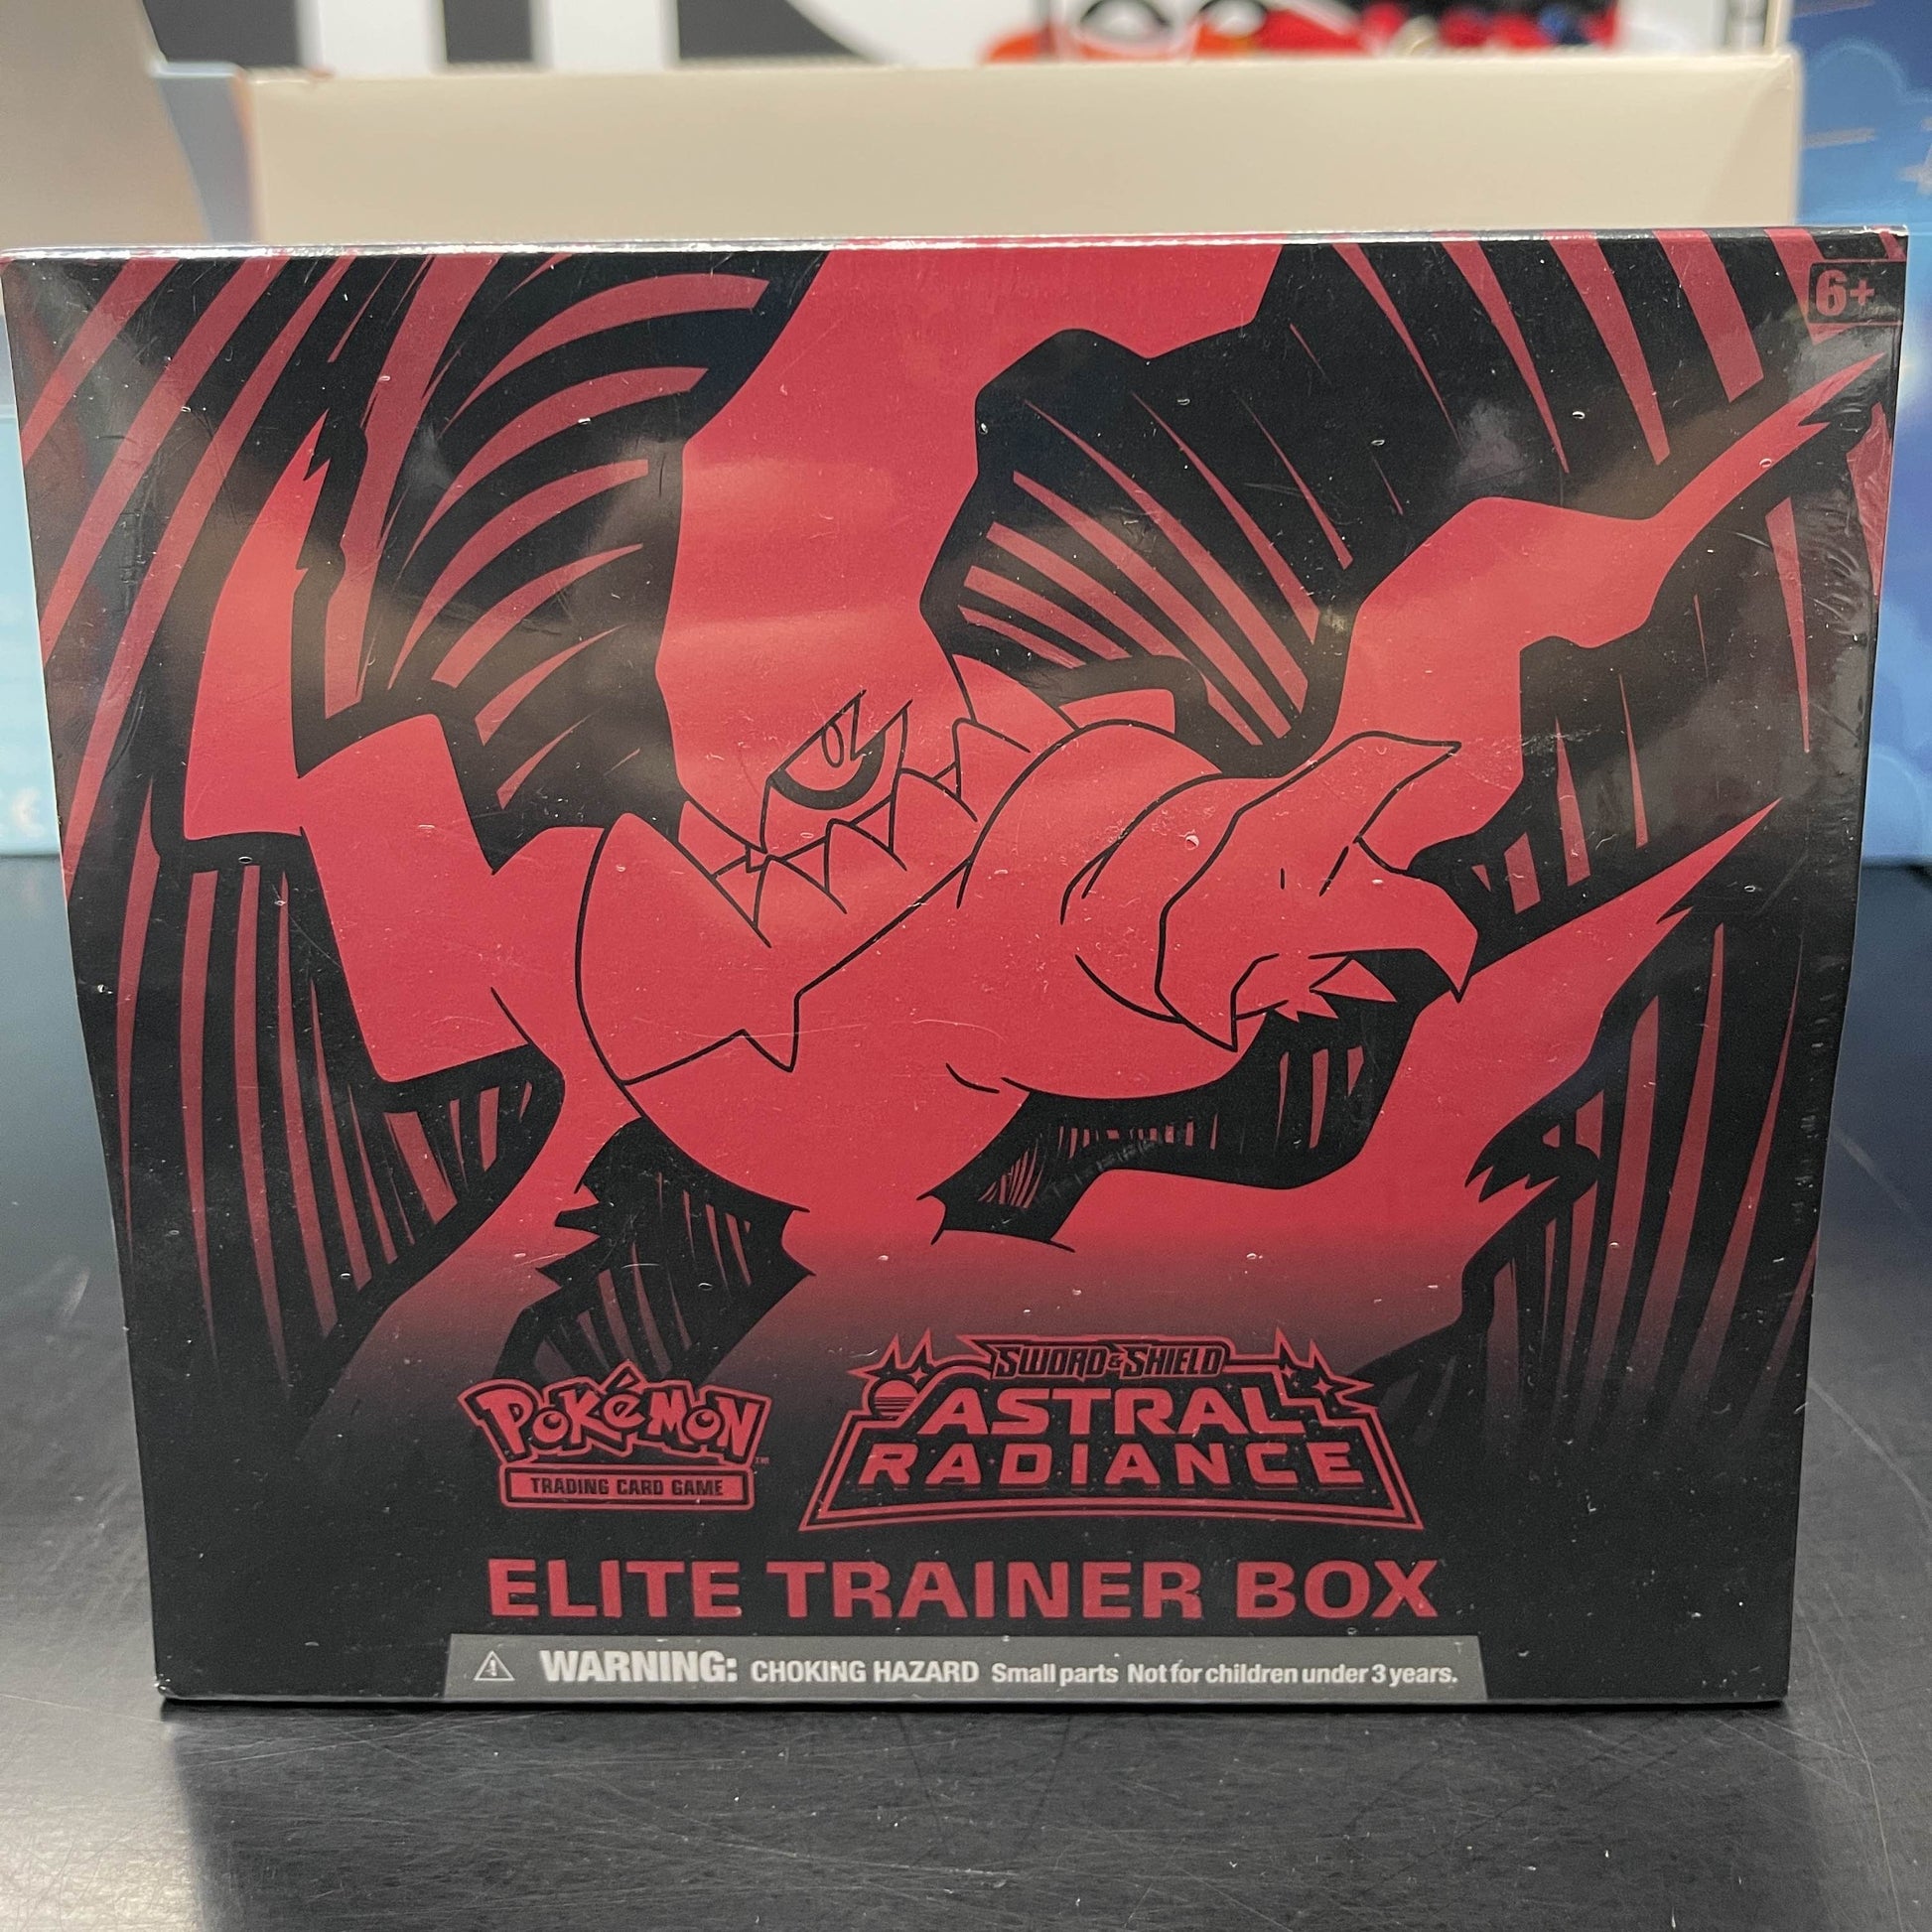 6+
POKéMON™
TRADING CARD GAME
SWORD & SHIELD
ASTRAL
RADIANCE
ELITE TRAINER BOX
WARNING: CHOKING HAZARD Small parts Not for children under 3 years.